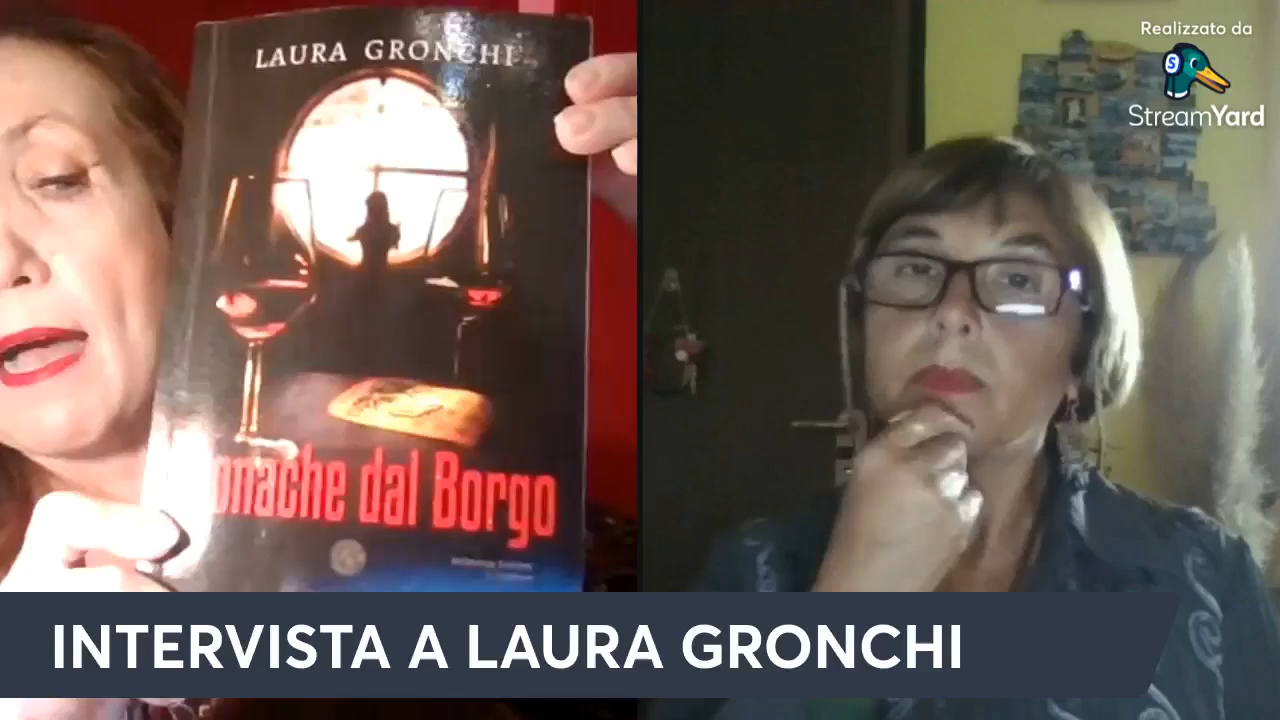 LAURA GRONCHI
onache dal Borgo
Realizzato da
StreamYard
INTERVISTA A LAURA GRONCHI